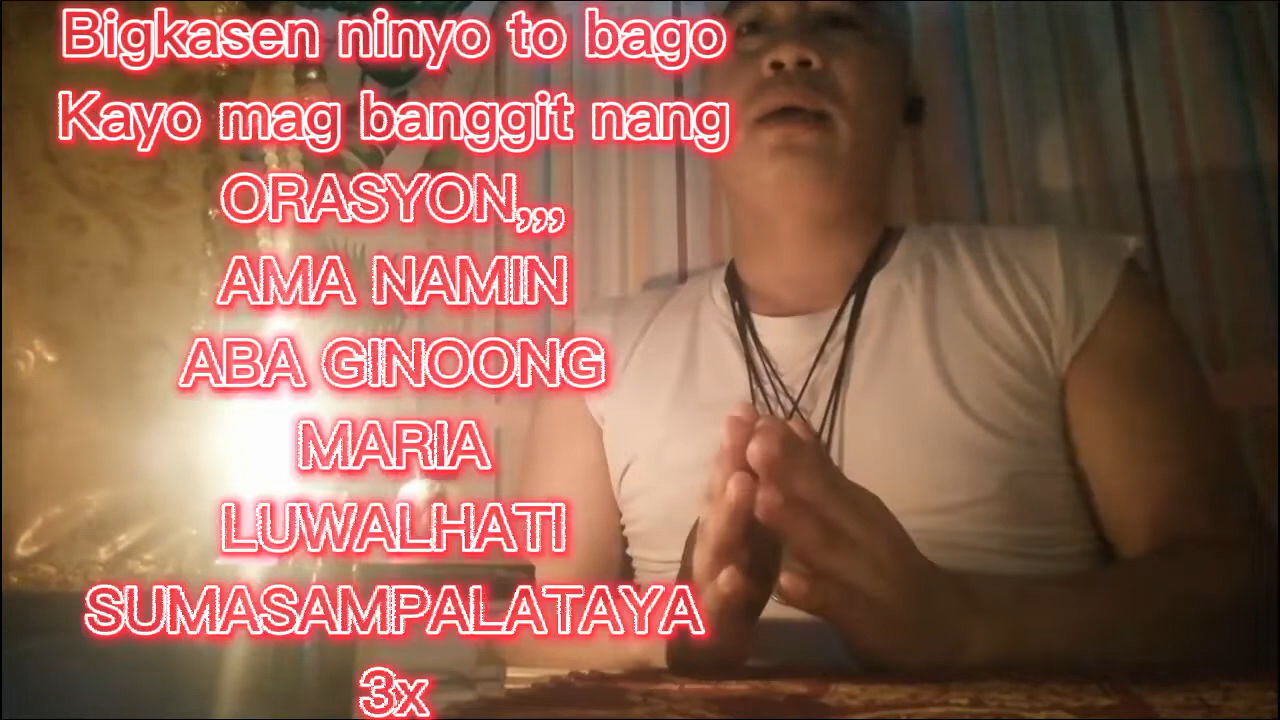 Bigkasen ninyo to bago
Kayo mag banggit nang
ORASYON,,,
AMA NAMIN
ABA GINOONG
MARIA
LUWALHATI
SUMASAMPALATAYA
3x